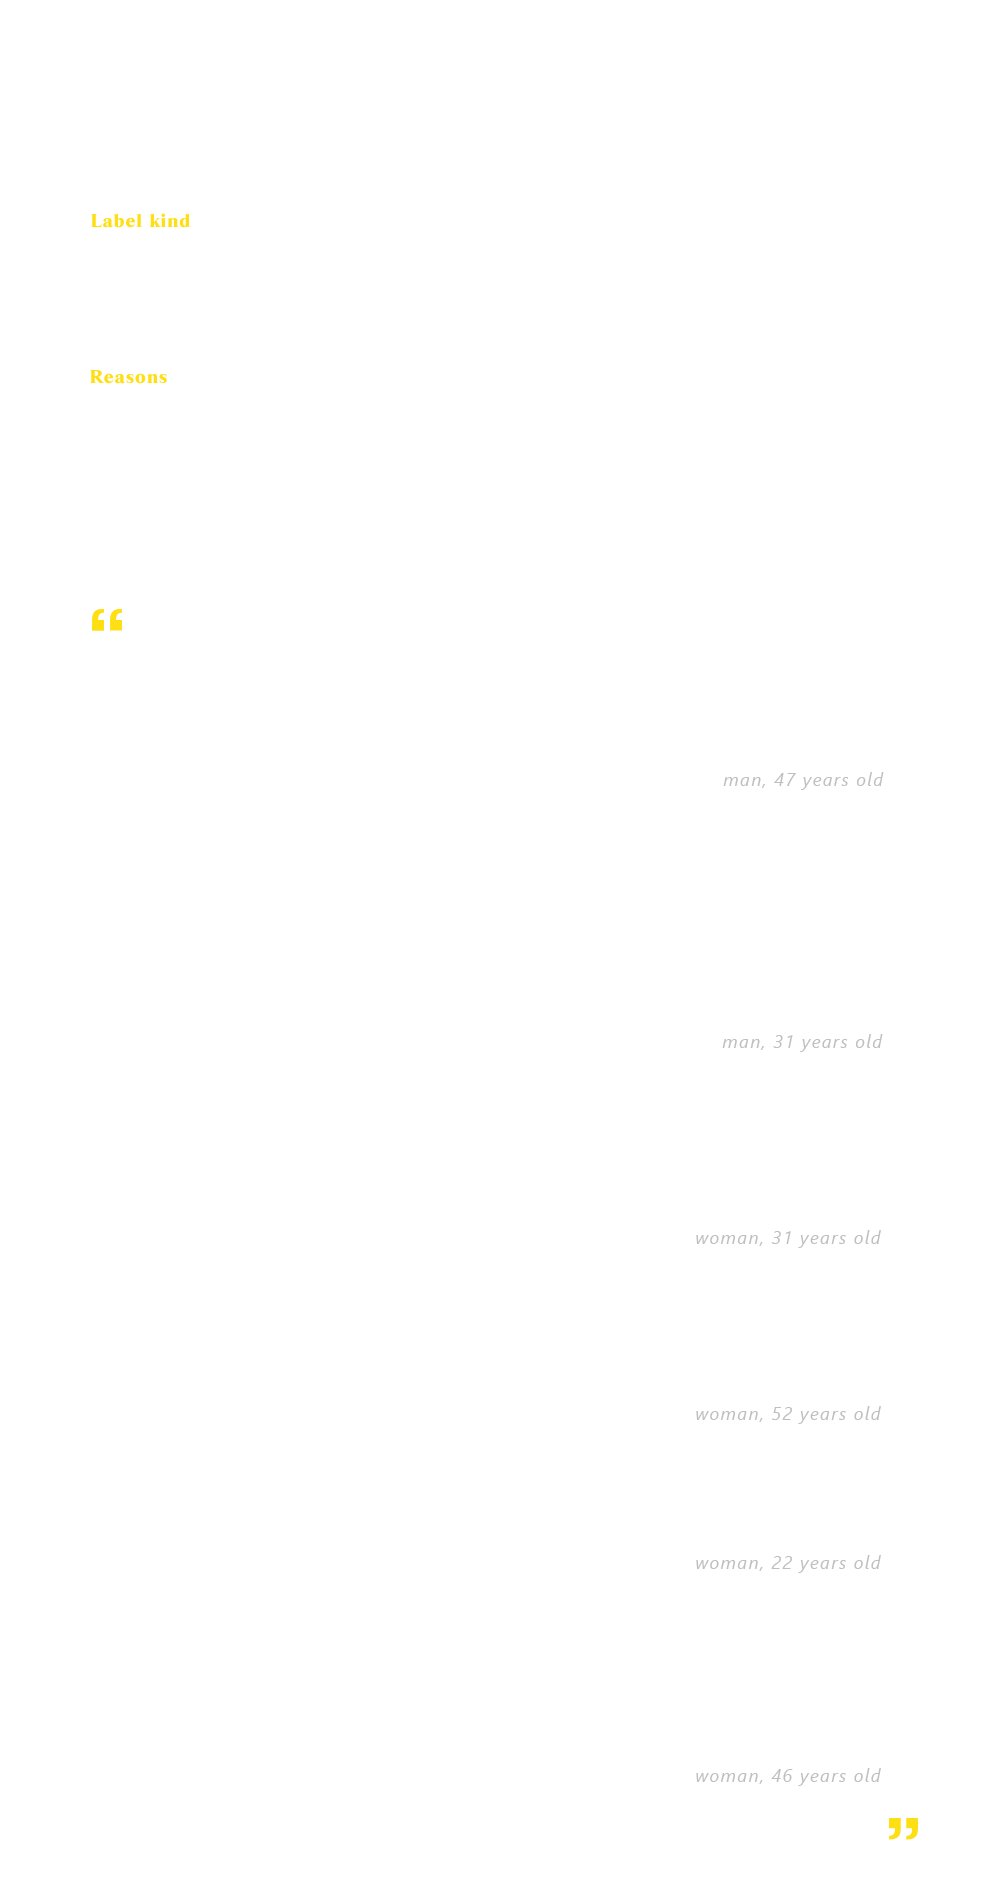 Label kind
Reasons
“
man, 47 years old
man, 31 years old
woman, 31 years old
woman, 52 years old
woman, 22 years old
woman, 46 years old
”